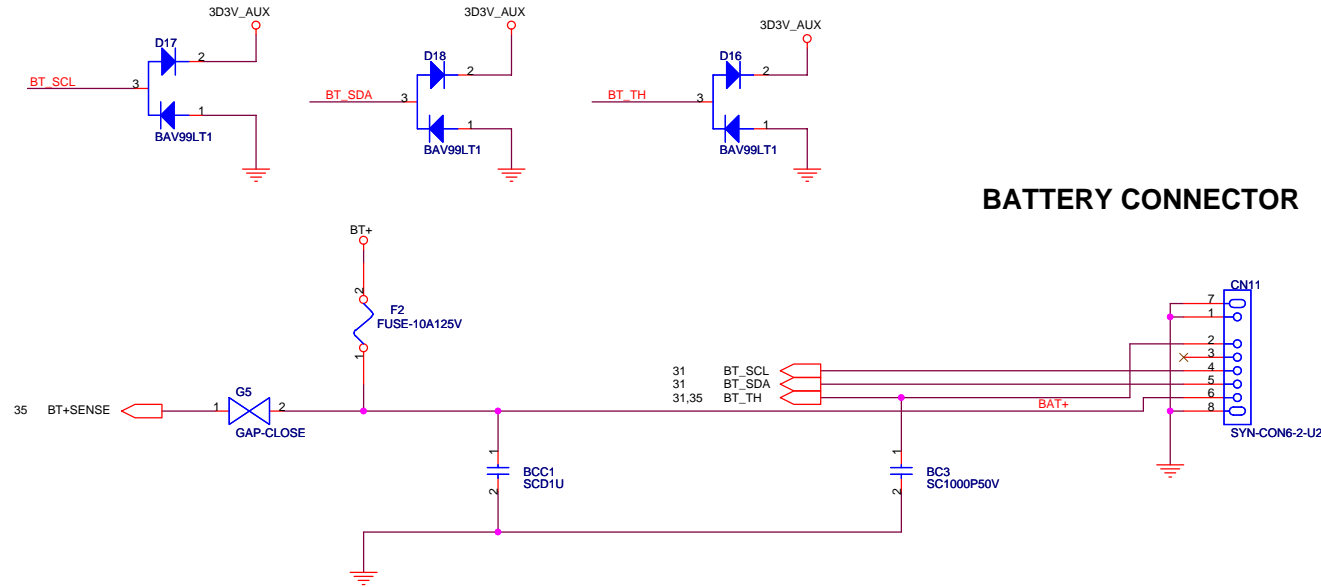 3D3V_AUX
3D3V_AUX
3D3V_AUX
D17
2
BT_SCL
3
1
BAV99LT1
D18
2
BT_SDA
3
1
BAV99LT1
D16
2
BT_TH
3
1
BAV99LT1
BATTERY CONNECTOR
BT+
2
F2
FUSE-10A125V
1
CN11
7
1
2
3
4
5
6
8
SYN-CON6-2-U2
31 BT_SCL
31 BT_SDA
31,35 BT_TH
BAT+
35 BT+SENSE
1
G5
2
GAP-CLOSE
1
BCC1
SCD1U
2
1
BC3
SC1000P50V
2